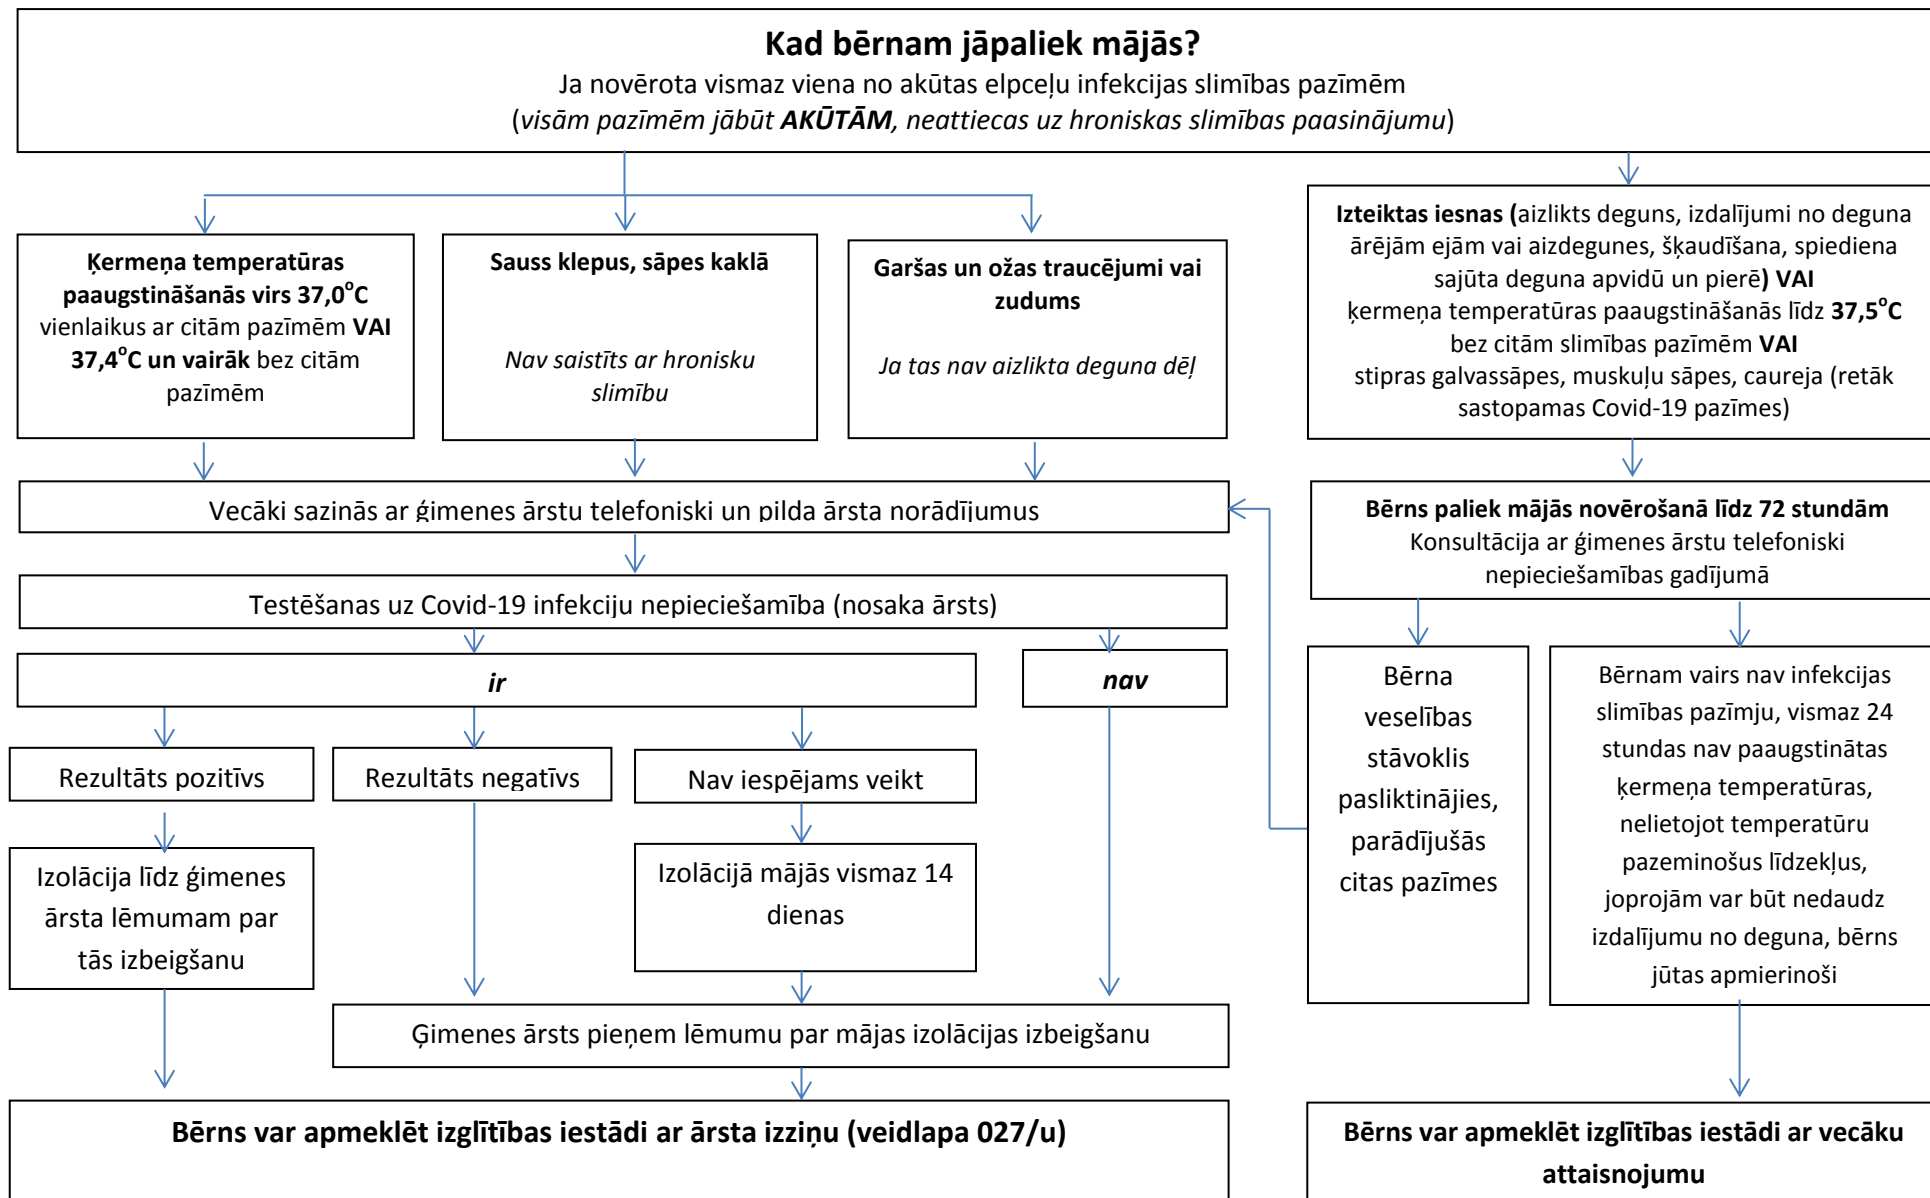 Kad bērnam jāpaliek mājās?
Ja novērota vismaz viena no akūtas elpceļu infekcijas slimības pazīmēm
(visām pazīmēm jābūt AKŪTĀM, neattiecas uz hroniskas slimības paasinājumu)
Ķermeņa temperatūras
paaugstināšanās virs 37,0°C
vienlaikus ar citām pazīmēm VAI
37,4°C un vairāk bez citām
pazīmēm
Sauss klepus, sāpes kaklā
Nav saistīts ar hronisku
slimību
Garšas un ožas traucējumi vai
zudums
Ja tas nav aizlikta deguna dēļ
Izteiktas iesnas (aizlikts deguns, izdalījumi no deguna
ārējām ejām vai aizdegunes, šķaudīšana, spiediena
sajūta deguna apvidū un pierē) VAI
ķermeņa temperatūras paaugstināšanās līdz 37,5°C
bez citām slimības pazīmēm VAI
stipras galvassāpes, muskuļu sāpes, caureja (retāk
sastopamas Covid-19 pazīmes)
Vecāki sazinās ar ģimenes ārstu telefoniski un pilda ārsta norādījumus
Bērns paliek mājās novērošanā līdz 72 stundām
Konsultācija ar ģimenes ārstu telefoniski
nepieciešamības gadījumā
Testēšanas uz Covid-19 infekciju nepieciešamība (nosaka ārsts)
ir
nav
Rezultāts pozitīvs
Rezultāts negatīvs
Nav iespējams veikt
Izolācija līdz ģimenes
ārsta lēmumam par
tās izbeigšanu
Izolācijā mājās vismaz 14
dienas
Bērna
veselības
stāvoklis
pasliktinājies,
parādījušās
citas pazīmes
Bērnam vairs nav infekcijas
slimības pazīmju, vismaz 24
stundas nav paaugstinātas
ķermeņa temperatūras,
nelietojot temperatūru
pazeminošus līdzekļus,
joprojām var būt nedaudz
izdalījumu no deguna, bērns
jūtas apmierinoši
Ģimenes ārsts pieņem lēmumu par mājas izolācijas izbeigšanu
Bērns var apmeklēt izglītības iestādi ar ārsta izziņu (veidlapa 027/u)
Bērns var apmeklēt izglītības iestādi ar vecāku
attaisnojumu